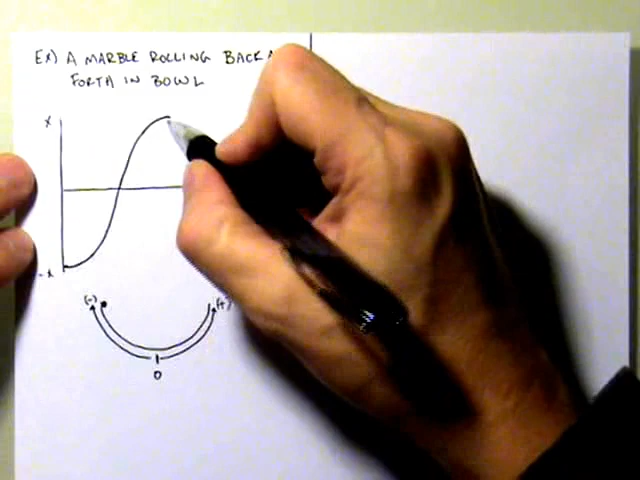 EX) A MARBLE ROLLING BACK
FORTH IN BOWL
X
-X
(-)
(+)
0